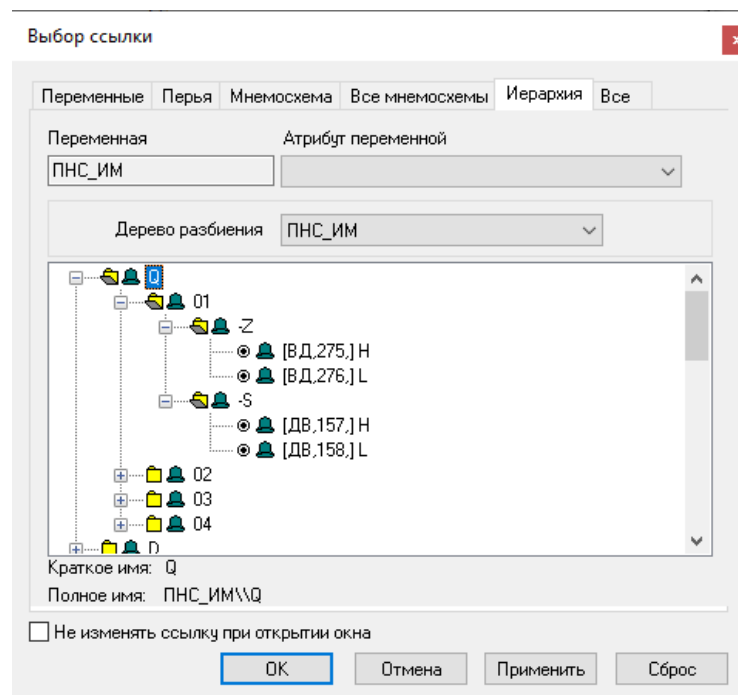 Выбор ссылки
Переменные Перья Мнемосхема Все мнемосхемы Иерархия Все
Переменная Атрибут переменной
ПНС_ИМ
Дерево разбиения ПНС_ИМ
Q
01
-Z
[ВД,275,] H
[ВД,276,] L
-S
[ДВ,157,] H
[ДВ,158,] L
02
03
04
D
Краткое имя: Q
Полное имя: ПНС_ИМ\\Q
Не изменять ссылку при открытии окна
ОК Отмена Применить Сброс